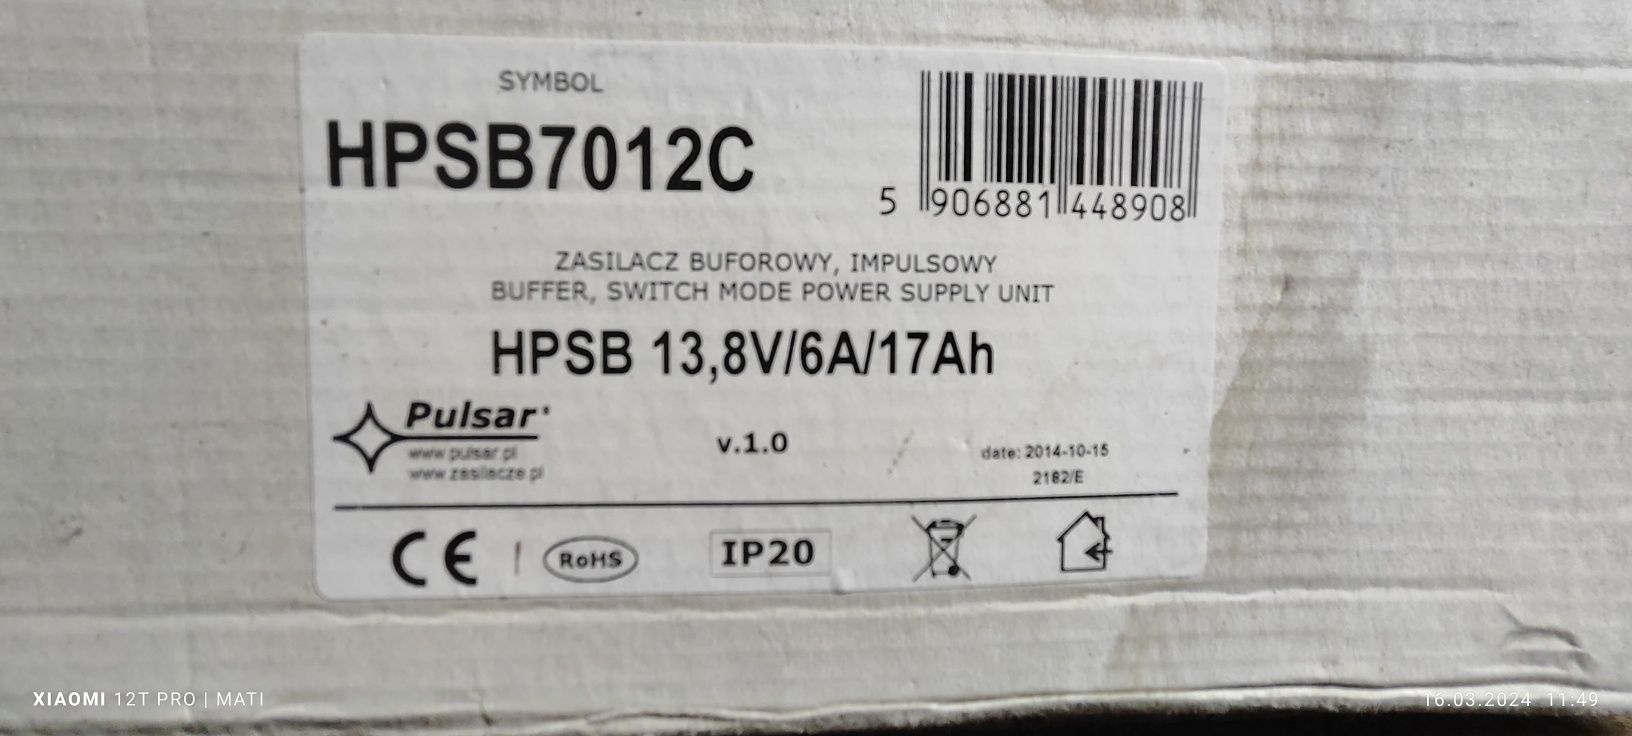 SYMBOL
HPSB7012C
5 906881 448908
ZASILACZ BUFOROWY, IMPULSOWY
BUFFER, SWITCH MODE POWER SUPPLY UNIT
HPSB 13,8V/6A/17Ah
Pulsar
www.pulsar.pl
www.zasilacze.pl
v.1.0
date: 2014-10-15
2182/E
CE
RoHS
IP20
XIAOMI 12T PRO | MATI
16.03.2024 11:49